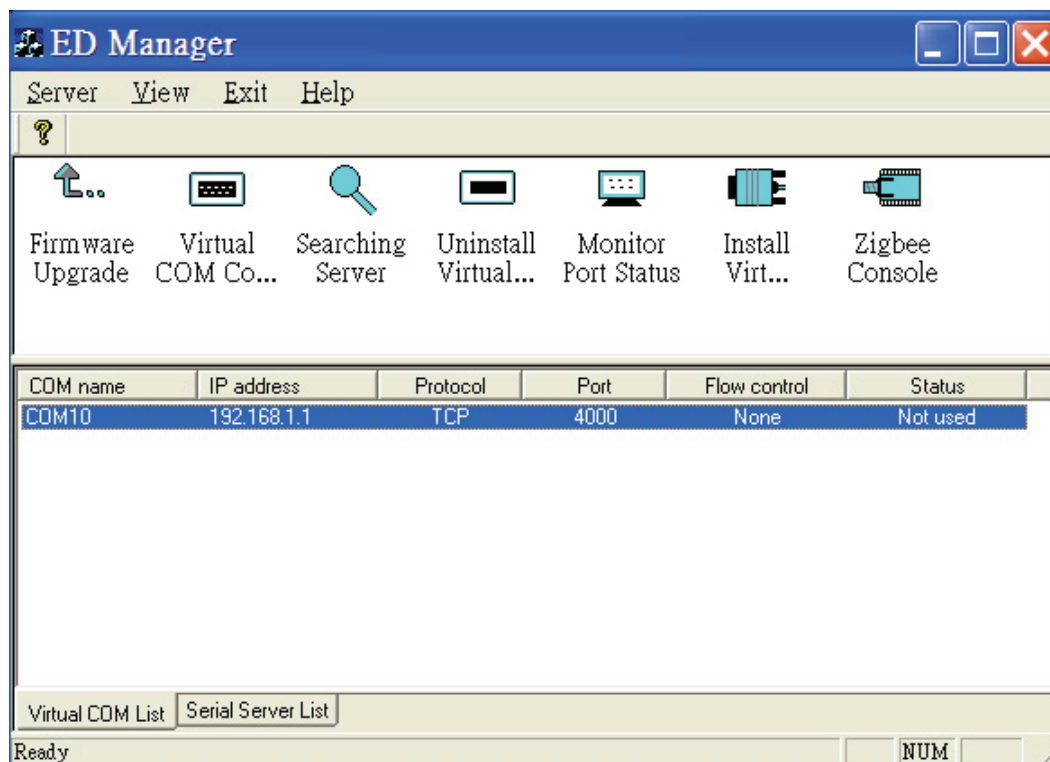 ED Manager
Server View Exit Help
Firmware Upgrade
Virtual COM Co...
Searching Server
Uninstall Virtual...
Monitor Port Status
Install Virt...
Zigbee Console
COM name IP address Protocol Port Flow control Status
COM10 192.168.1.1 TCP 4000 None Not used
Virtual COM List Serial Server List
Ready NUM